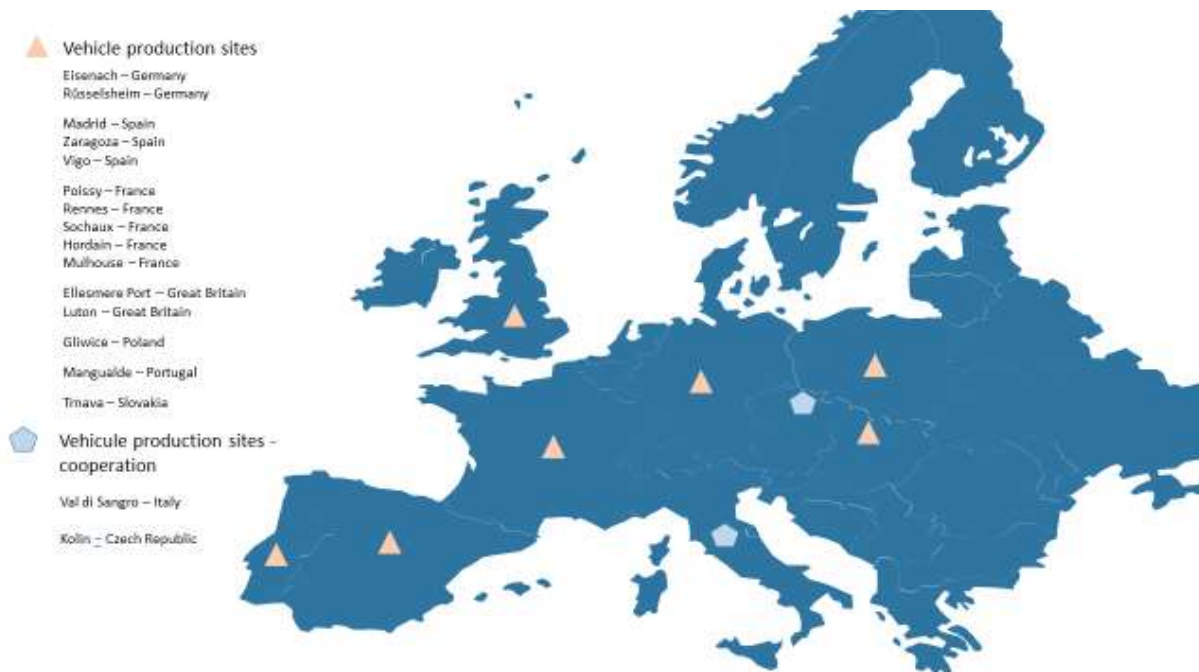 Vehicle production sites
Eisenach – Germany
Rüsselsheim – Germany
Madrid – Spain
Zaragoza – Spain
Vigo – Spain
Poissy – France
Rennes – France
Sochaux – France
Hordain – France
Mulhouse – France
Ellesmere Port – Great Britain
Luton – Great Britain
Gliwice – Poland
Mangualde – Portugal
Trnava – Slovakia
Vehicule production sites -
cooperation
Val di Sangro – Italy
Kolin – Czech Republic